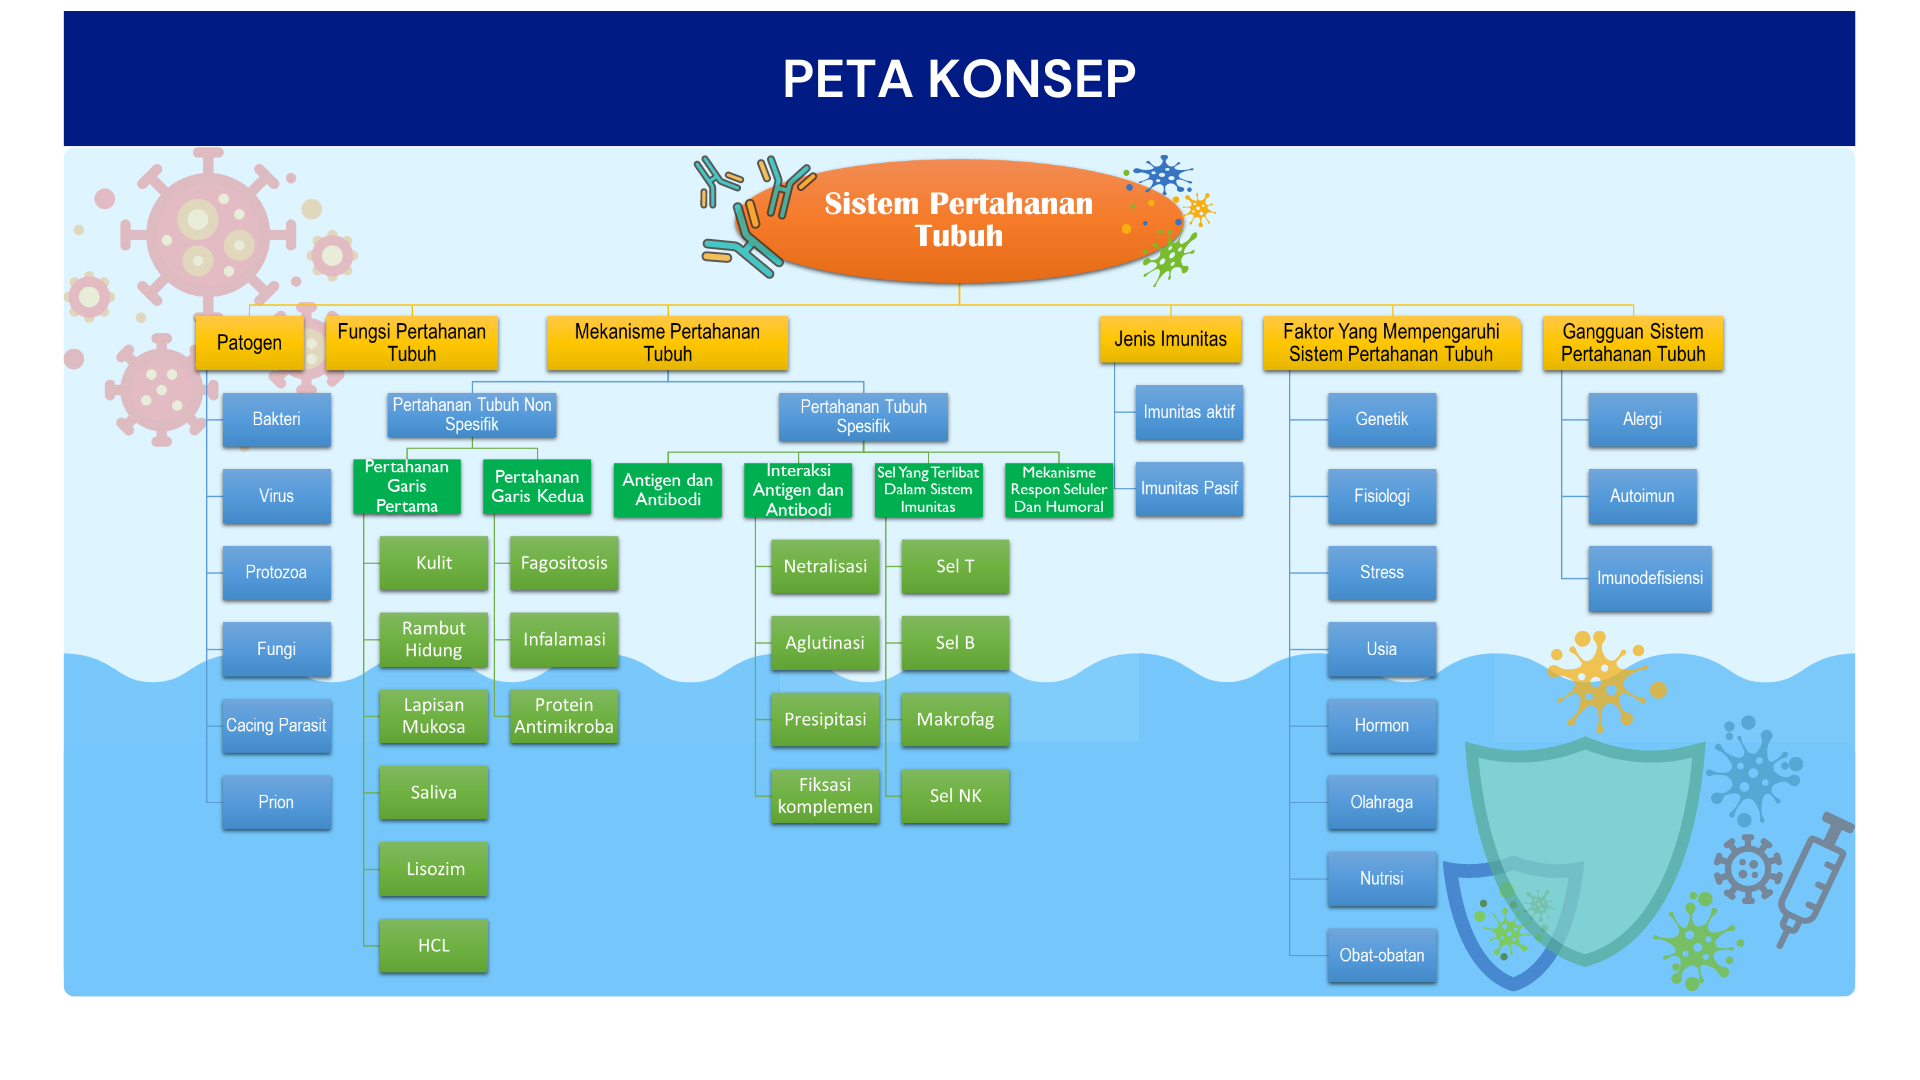 PETA KONSEP
Sistem Pertahanan
Tubuh
Patogen
Bakteri
Virus
Protozoa
Fungi
Cacing Parasit
Prion
Fungsi Pertahanan
Tubuh
Mekanisme Pertahanan
Tubuh
Pertahanan Tubuh Non
Spesifik
Pertahanan
Garis
Pertama
Kulit
Rambut
Hidung
Lapisan
Mukosa
Saliva
Lisozim
HCL
Pertahanan
Garis Kedua
Fagositosis
Infalamasi
Protein
Antimikroba
Pertahanan Tubuh
Spesifik
Antigen dan
Antibodi
Interaksi
Antigen dan
Antibodi
Netralisasi
Aglutinasi
Presipitasi
Fiksasi
komplemen
Sel Yang Terlibat
Dalam Sistem
Imunitas
Sel T
Sel B
Makrofag
Sel NK
Mekanisme
Respon Seluler
Dan Humoral
Jenis Imunitas
Imunitas aktif
Imunitas Pasif
Faktor Yang Mempengaruhi
Sistem Pertahanan Tubuh
Genetik
Fisiologi
Stress
Usia
Hormon
Olahraga
Nutrisi
Obat-obatan
Gangguan Sistem
Pertahanan Tubuh
Alergi
Autoimun
Imunodefisiensi